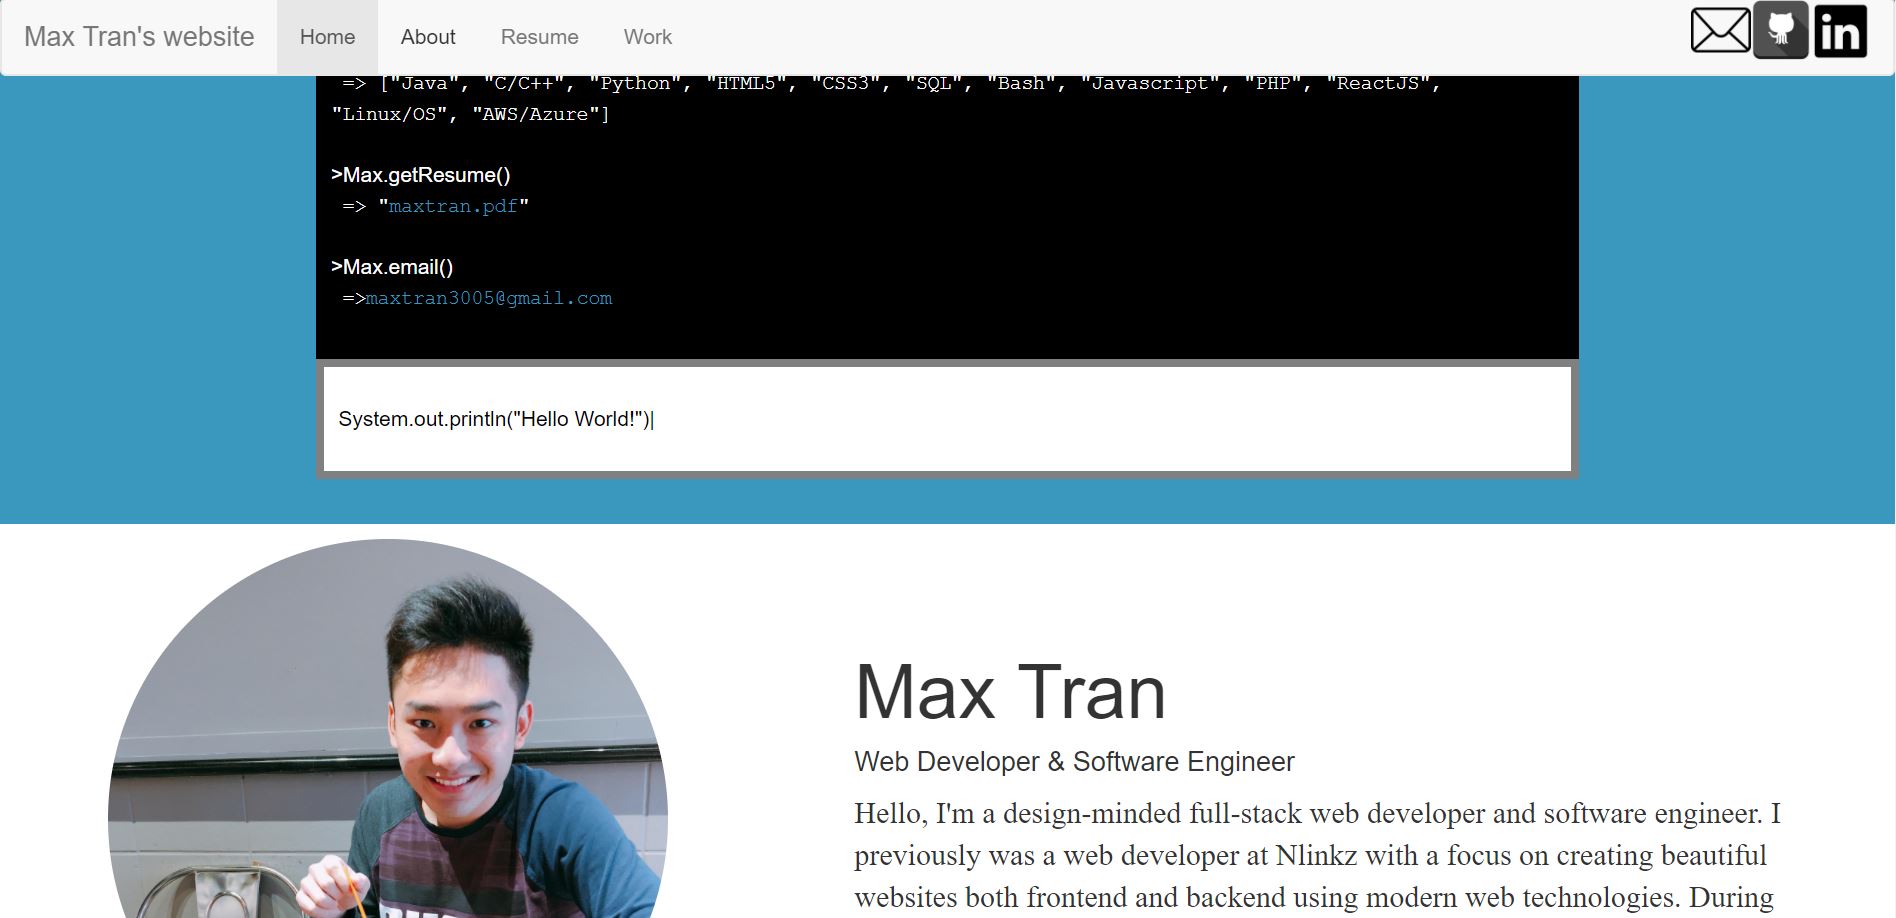 Max Tran's website Home About Resume Work
in
=> ["Java", "C/C++", "Python", "HTML5", "CSS3", "SQL", "Bash", "Javascript", "PHP", "ReactJS",
"Linux/OS", "AWS/Azure"]
>Max.getResume()
=> "maxtran.pdf"
>Max.email()
=>maxtran3005@gmail.com
System.out.println("Hello World!")|
Max Tran
Web Developer & Software Engineer
Hello, I'm a design-minded full-stack web developer and software engineer. I
previously was a web developer at Nlinkz with a focus on creating beautiful
websites both frontend and backend using modern web technologies. During